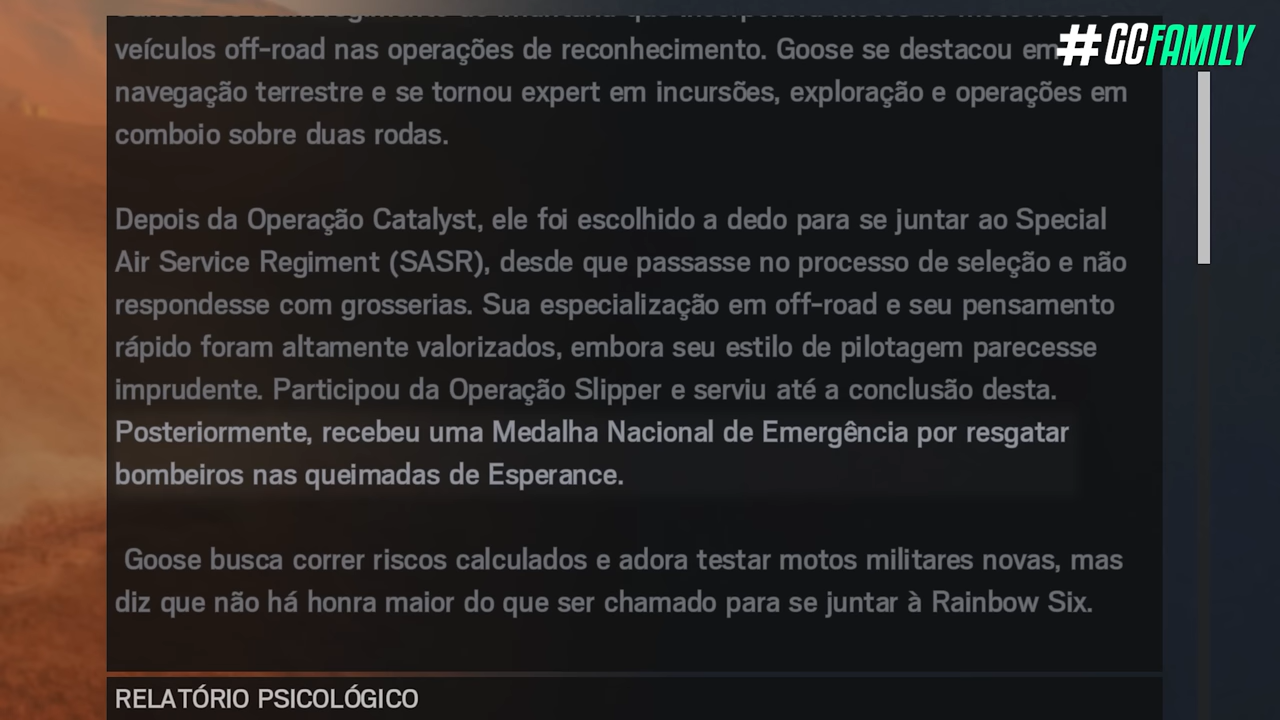 #GCFAMILY
veículos off-road nas operações de reconhecimento. Goose se destacou em
navegação terrestre e se tornou expert em incursões, exploração e operações em
comboio sobre duas rodas.
Depois da Operação Catalyst, ele foi escolhido a dedo para se juntar ao Special
Air Service Regiment (SASR), desde que passasse no processo de seleção e não
respondesse com grosserias. Sua especialização em off-road e seu pensamento
rápido foram altamente valorizados, embora seu estilo de pilotagem parecesse
imprudente. Participou da Operação Slipper e serviu até a conclusão desta.
Posteriormente, recebeu uma Medalha Nacional de Emergência por resgatar
bombeiros nas queimadas de Esperance.
Goose busca correr riscos calculados e adora testar motos militares novas, mas
diz que não há honra maior do que ser chamado para se juntar à Rainbow Six.
RELATÓRIO PSICOLÓGICO